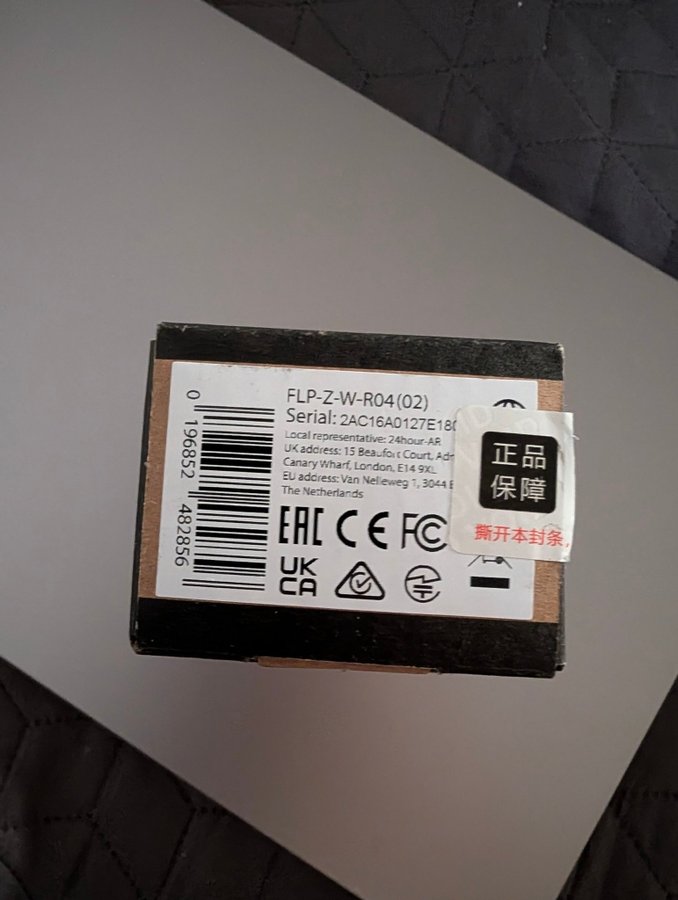 FLP-Z-W-R04(02)
Serial: 2AC16A0127E180
Local representative: 24hour-AR
UK address: 15 Beaufort Court, Adm
Canary Wharf, London, E14 9XL
EU address: Van Nelleweg 1, 3044
The Netherlands
0 196852 482856
EAC CE FC
UK
CA
正品
保障
撕开本封条,